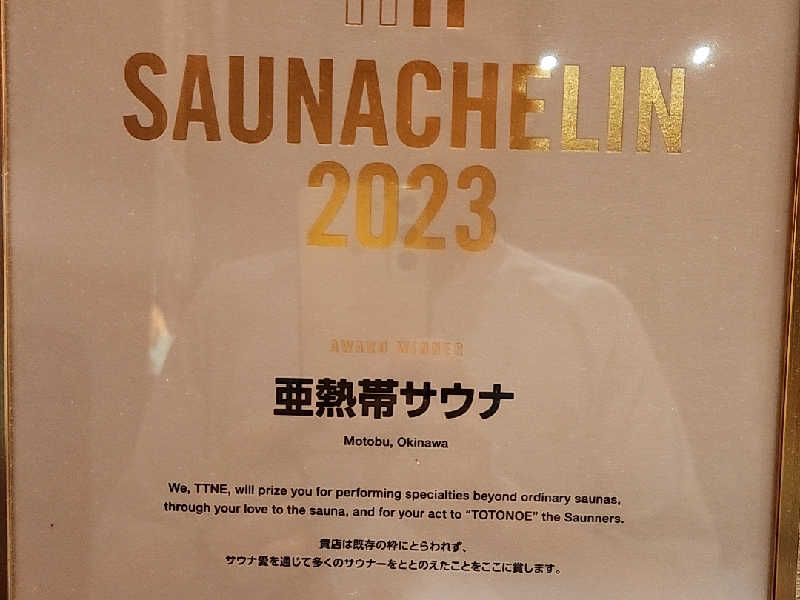 SAUNACHELIN
2023
AWARD WINNER
亜熱帯サウナ
Motobu, Okinawa
We, TTNE, will prize you for performing specialties beyond ordinary saunas,
through your love to the sauna, and for your act to “TOTONOE” the Saunners.
貴店は既存の枠にとらわれず、
サウナ愛を通じて多くのサウナーをととのえたことをここに賞します。